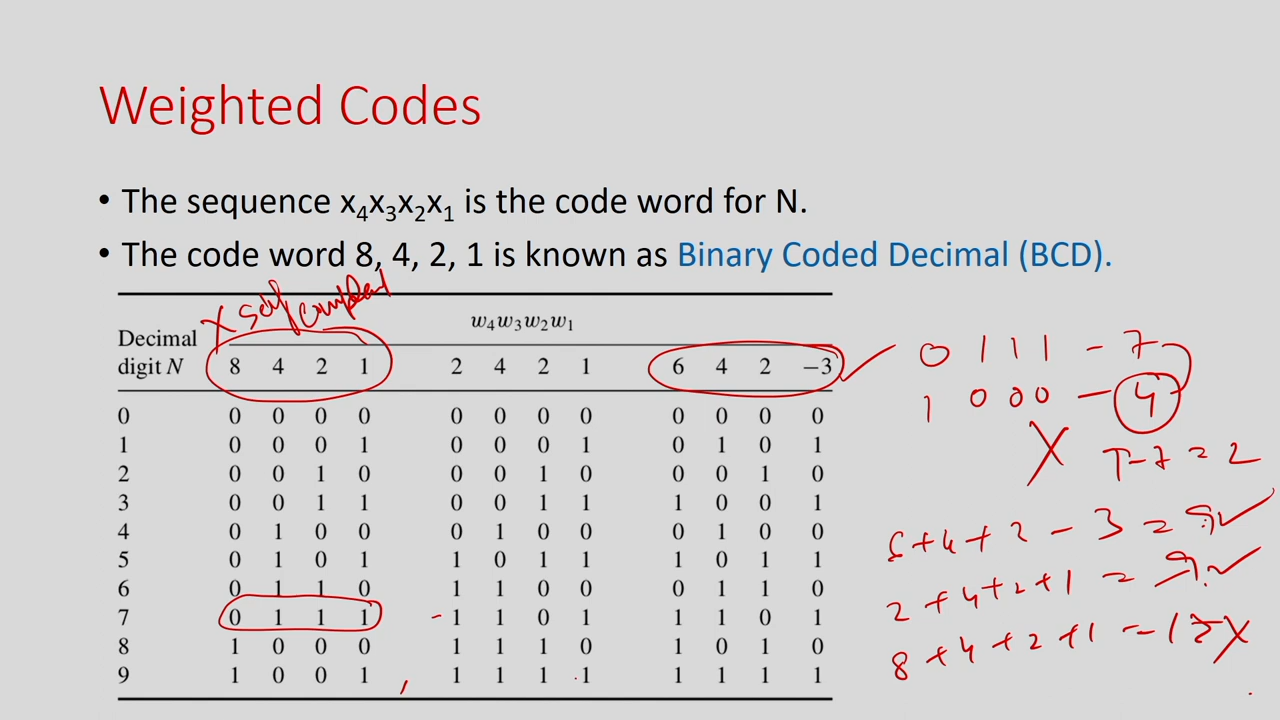 Weighted Codes
• The sequence x₄x₃x₂x₁ is the code word for N.
• The code word 8, 4, 2, 1 is known as Binary Coded Decimal (BCD).
X self
Decimal digit N
w₄w₃w₂w₁
8 4 2 1 2 4 2 1 6 4 2 −3
0 0 0 0 0 0 0 0 0 0 0 0 0
1 0 0 0 1 0 0 0 1 0 1 0 1
2 0 0 1 0 0 0 1 0 0 0 1 0
3 0 0 1 1 0 0 1 1 1 0 0 1
4 0 1 0 0 0 1 0 0 0 1 0 0
5 0 1 0 1 1 0 1 1 1 0 1 1
6 0 1 1 0 1 1 0 0 0 1 1 0
7 0 1 1 1 1 1 0 1 1 1 0 1
8 1 0 0 0 1 1 1 0 1 0 1 0
9 1 0 0 1 1 1 1 1 1 1 1 1
0 1 1 1 - 7
1 0 0 0 - 4
X
6+4+2-3=9 ✓
2+4+2+1=9 ✓
8+4+2+1=15 X